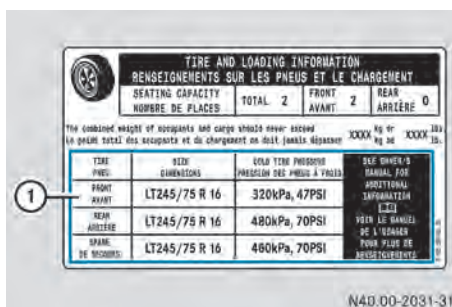 TIRE AND LOADING INFORMATION
RENSEIGNEMENTS SUR LES PNEUS ET LE CHARGEMENT
SEATING CAPACITY
NOMBRE DE PLACES
TOTAL 2
FRONT
AVANT
2
REAR
ARRIÈRE
0
The combined weight of occupants and cargo should never exceed XXXX kg or XXXX lbs.
Le poids total des occupants et du chargement ne doit jamais dépasser kg ou lb.
TIRE
PNEU
SIZE
DIMENSIONS
COLD TIRE PRESSURE
PRESSION DES PNEUS À FROID
SEE OWNER'S
MANUAL FOR
ADDITIONAL
INFORMATION
VOIR LE MANUEL
DE L'USAGER
POUR PLUS DE
RENSEIGNEMENTS
1
FRONT
AVANT
LT245/75 R 16
320kPa, 47PSI
REAR
ARRIÈRE
LT245/75 R 16
480kPa, 70PSI
SPARE
DE SECOURS
LT245/75 R 16
480kPa, 70PSI
N40.00-2031-31